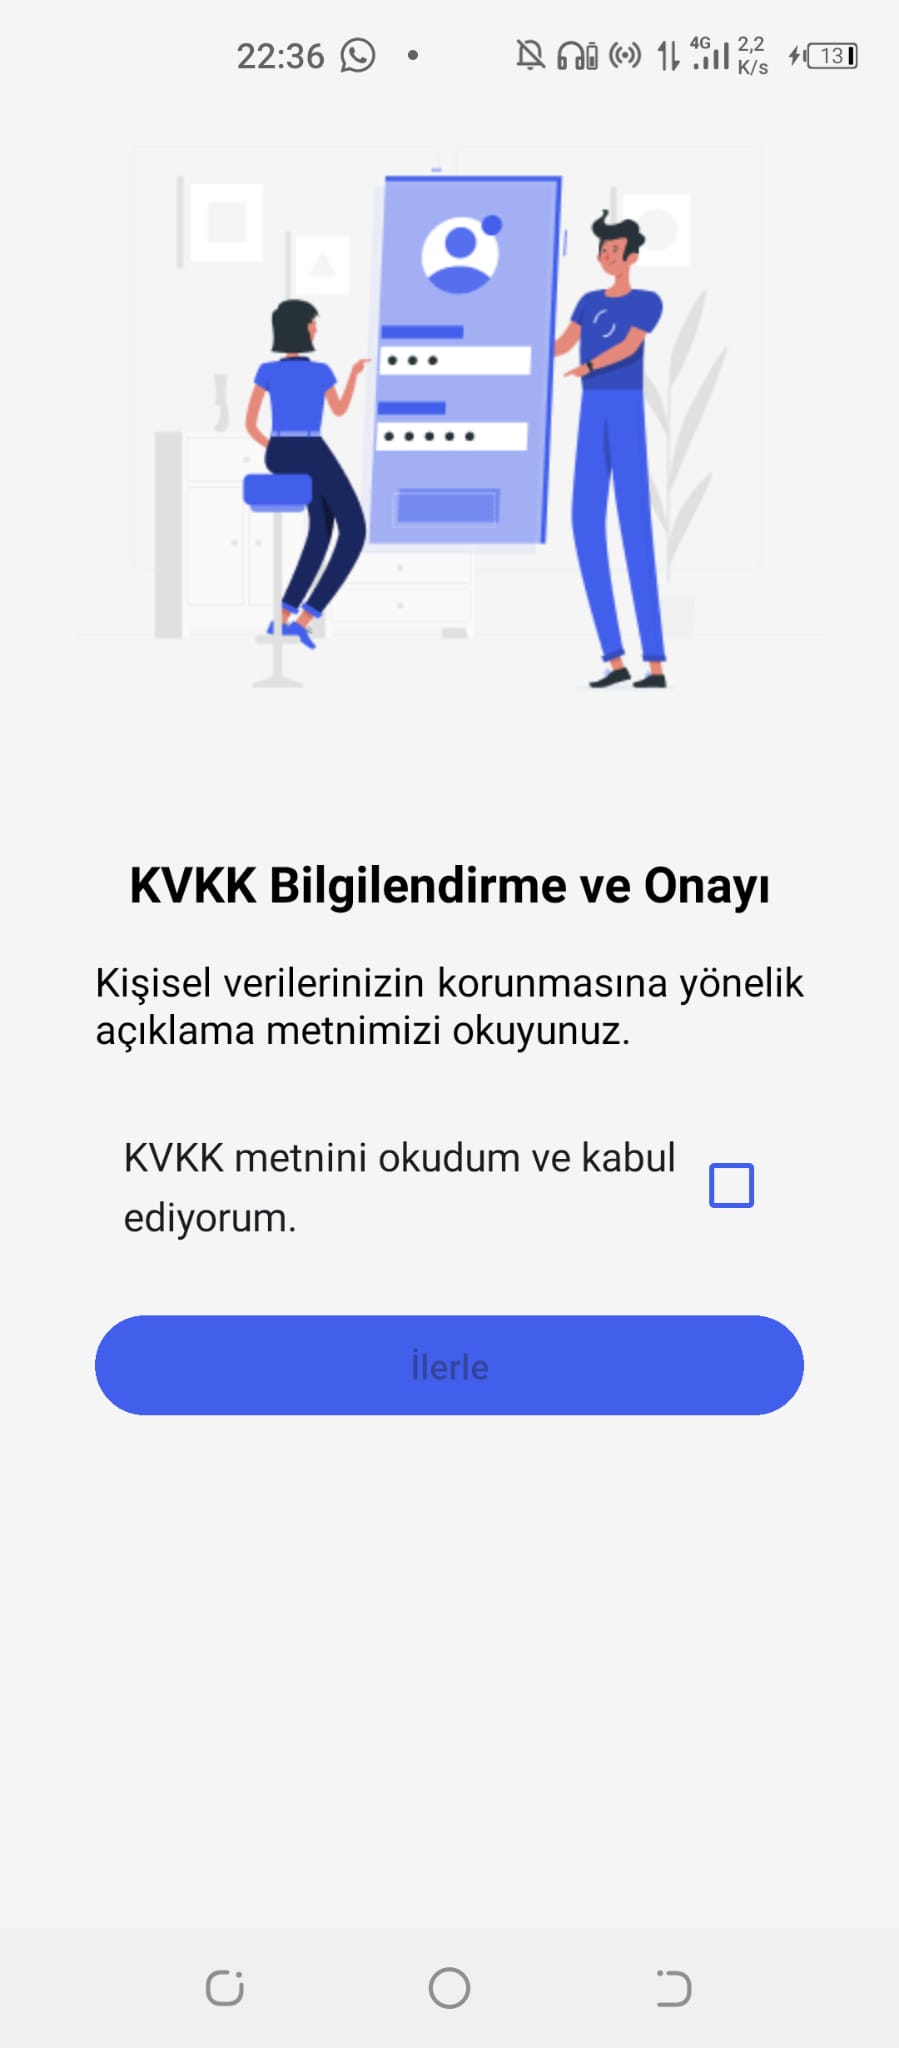 22:36
4G
2,2
K/s
13
KVKK Bilgilendirme ve Onayı
Kişisel verilerinizin korunmasına yönelik
açıklama metnimizi okuyunuz.
KVKK metnini okudum ve kabul
ediyorum.
İlerle